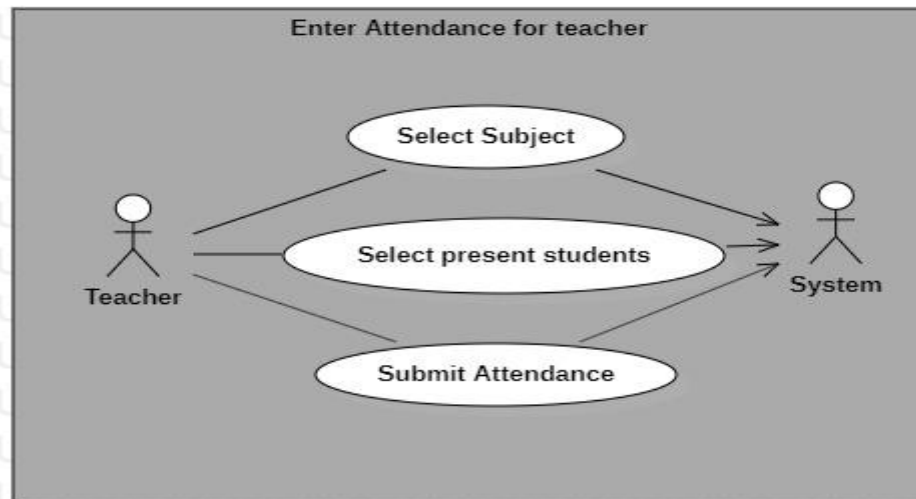 Enter Attendance for teacher
Select Subject
Select present students
Teacher
System
Submit Attendance